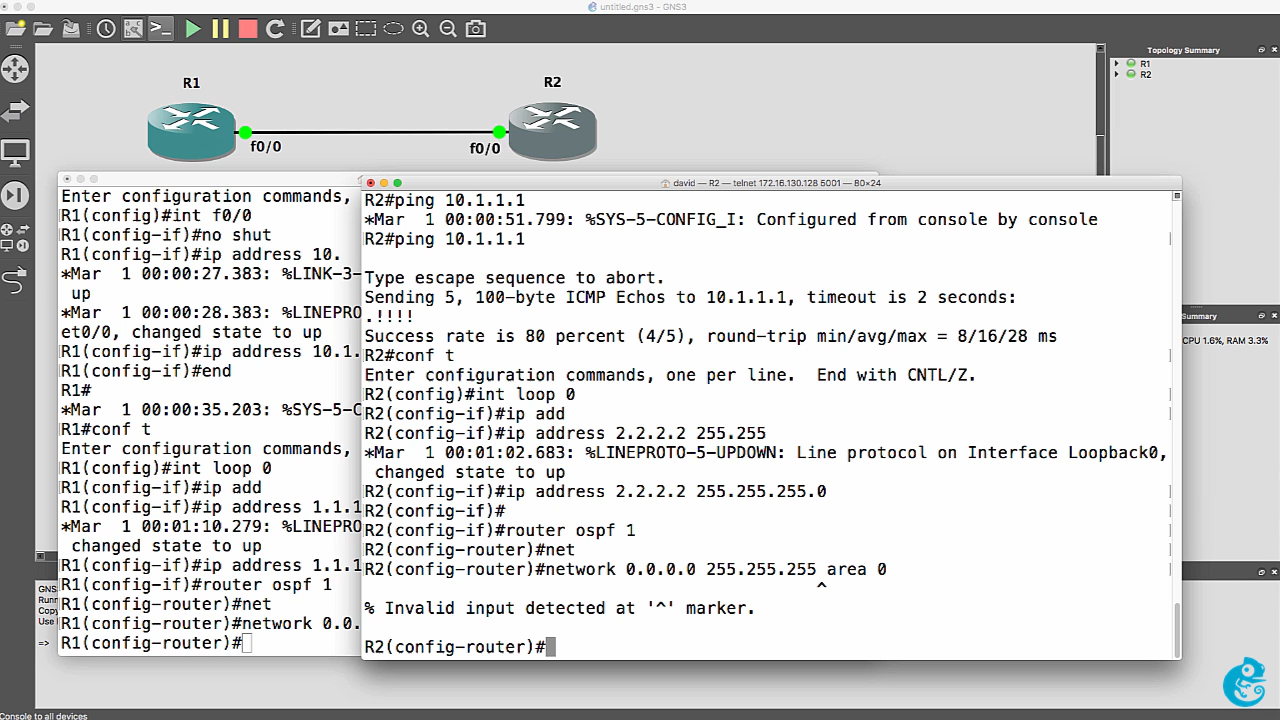 untitled.gns3 — GNS3
R1
R2
f0/0
f0/0
Topology Summary
R1
R2
Enter configuration commands,
R1(config)#int f0/0
R1(config-if)#no shut
R1(config-if)#ip address 10.
*Mar  1 00:00:27.383: %LINK-3-
up
*Mar  1 00:00:28.383: %LINEPRO
et0/0, changed state to up
R1(config-if)#ip address 10.1.
R1(config-if)#end
R1#
*Mar  1 00:00:35.203: %SYS-5-C
R1#conf t
Enter configuration commands,
R1(config)#int loop 0
R1(config-if)#ip add
R1(config-if)#ip address 1.1.1
*Mar  1 00:01:10.279: %LINEPRO
changed state to up
R1(config-if)#ip address 1.1.1
R1(config-if)#router ospf 1
R1(config-router)#net
R1(config-router)#network 0.0.
R1(config-router)#
david — R2 — telnet 172.16.130.128 5001 — 80×24
R2#ping 10.1.1.1
*Mar  1 00:00:51.799: %SYS-5-CONFIG_I: Configured from console by console
R2#ping 10.1.1.1
Type escape sequence to abort.
Sending 5, 100-byte ICMP Echos to 10.1.1.1, timeout is 2 seconds:
.!!!!
Success rate is 80 percent (4/5), round-trip min/avg/max = 8/16/28 ms
R2#conf t
Enter configuration commands, one per line.  End with CNTL/Z.
R2(config)#int loop 0
R2(config-if)#ip add
R2(config-if)#ip address 2.2.2.2 255.255
*Mar  1 00:01:02.683: %LINEPROTO-5-UPDOWN: Line protocol on Interface Loopback0,
changed state to up
R2(config-if)#ip address 2.2.2.2 255.255.255.0
R2(config-if)#
R2(config-if)#router ospf 1
R2(config-router)#net
R2(config-router)#network 0.0.0.0 255.255.255 area 0
^
% Invalid input detected at '^' marker.
R2(config-router)#
Summary
CPU 1.6%, RAM 3.3%
GNS
Runn
Copy
Use
=>
Console to all devices